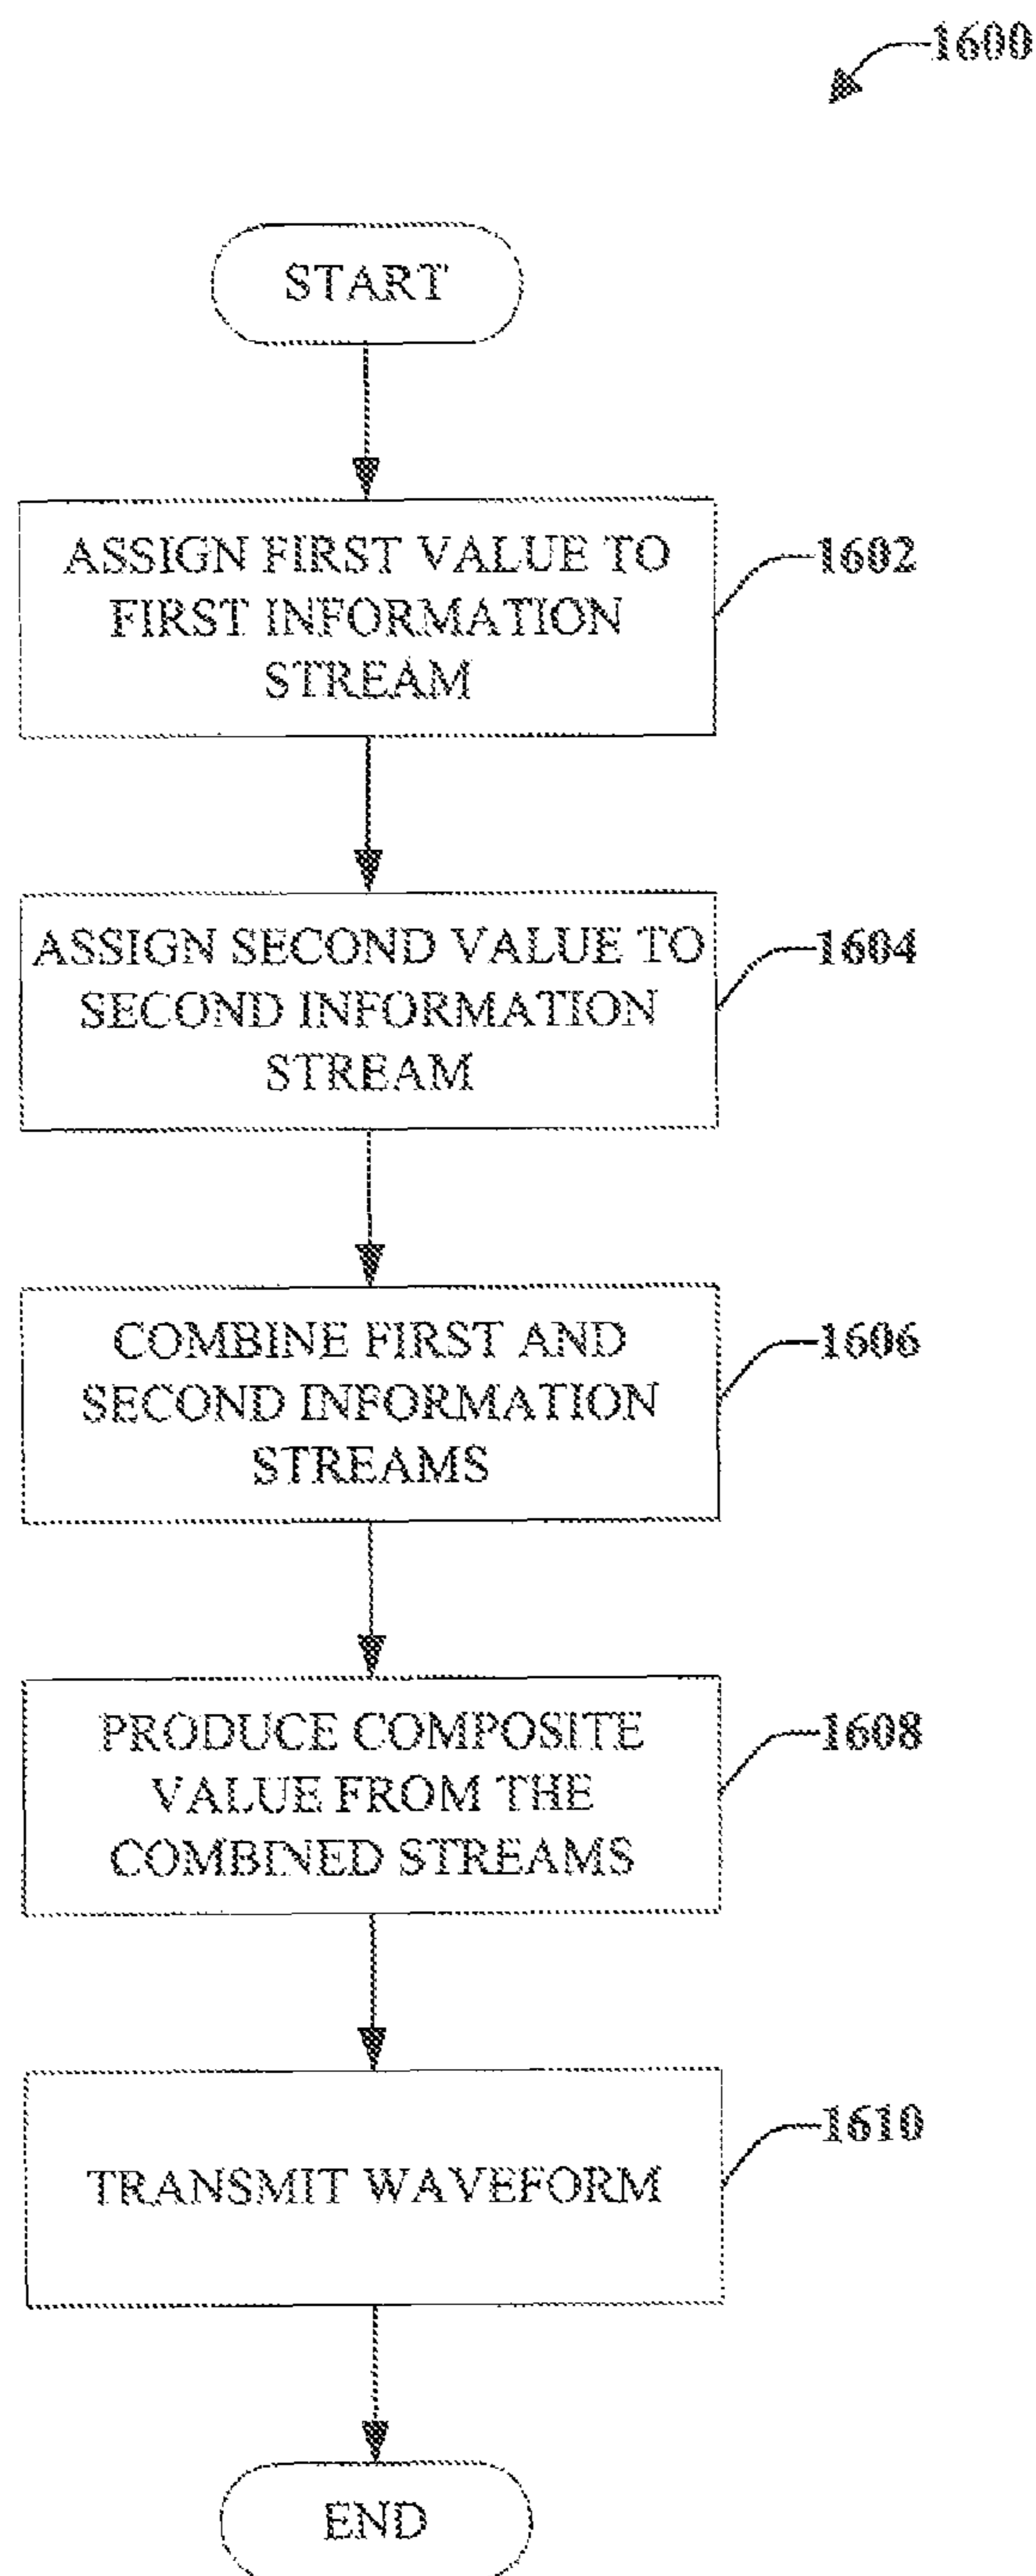 1600
START
ASSIGN FIRST VALUE TO
FIRST INFORMATION
STREAM
1602
ASSIGN SECOND VALUE TO
SECOND INFORMATION
STREAM
1604
COMBINE FIRST AND
SECOND INFORMATION
STREAMS
1606
PRODUCE COMPOSITE
VALUE FROM THE
COMBINED STREAMS
1608
TRANSMIT WAVEFORM
1610
END